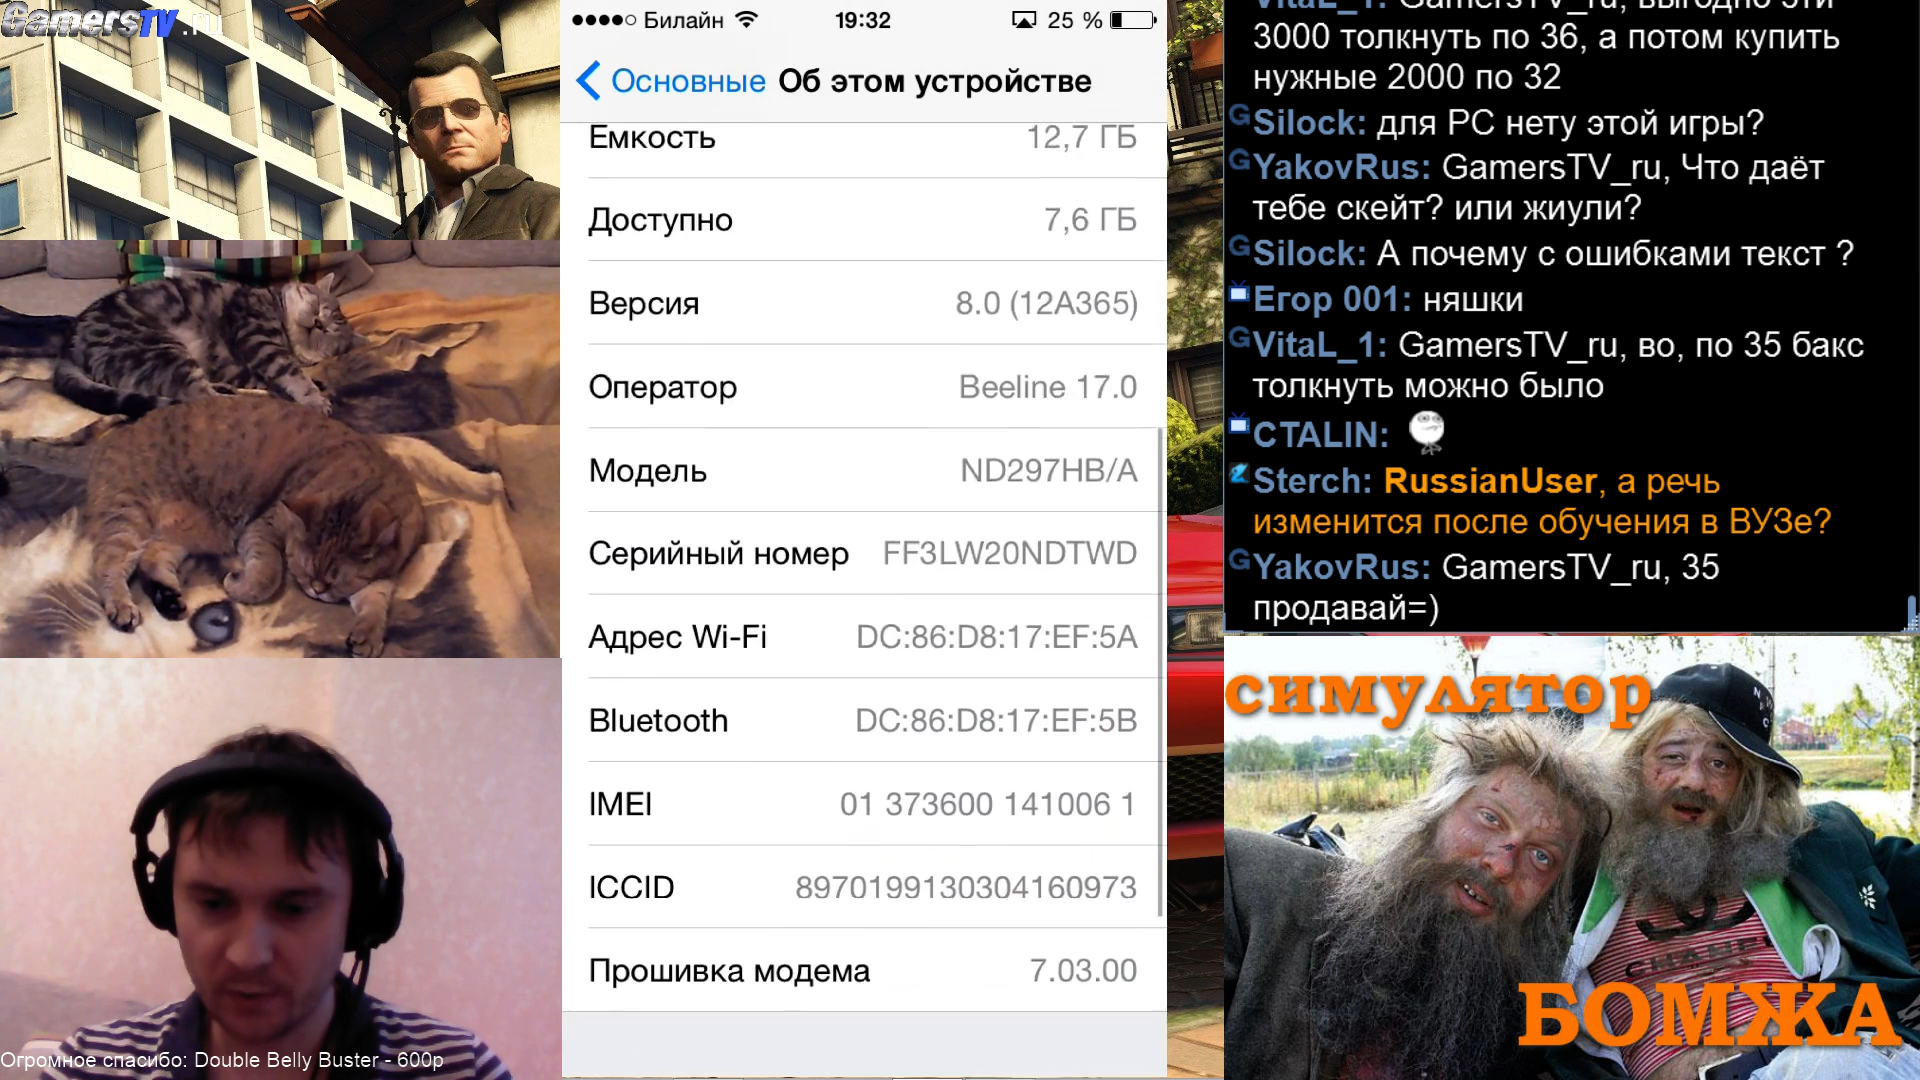 GamersTV.ru
Билайн 19:32 25 %
Основные Об этом устройстве
Емкость 12,7 ГБ
Доступно 7,6 ГБ
Версия 8.0 (12A365)
Оператор Beeline 17.0
Модель ND297HB/A
Серийный номер FF3LW20NDTWD
Адрес Wi-Fi DC:86:D8:17:EF:5A
Bluetooth DC:86:D8:17:EF:5B
IMEI 01 373600 141006 1
ICCID 8970199130304160973
Прошивка модема 7.03.00
VitaL_1: GamersTV_ru, выгодно эти
3000 толкнуть по 36, а потом купить
нужные 2000 по 32
Silock: для PC нету этой игры?
YakovRus: GamersTV_ru, Что даёт
тебе скейт? или жиули?
Silock: А почему с ошибками текст ?
Егор 001: няшки
VitaL_1: GamersTV_ru, во, по 35 бакс
толкнуть можно было
CTALIN:
Sterch: RussianUser, а речь
изменится после обучения в ВУЗе?
YakovRus: GamersTV_ru, 35
продавай=)
симулятор
БОМЖА
Огромное спасибо: Double Belly Buster - 600р